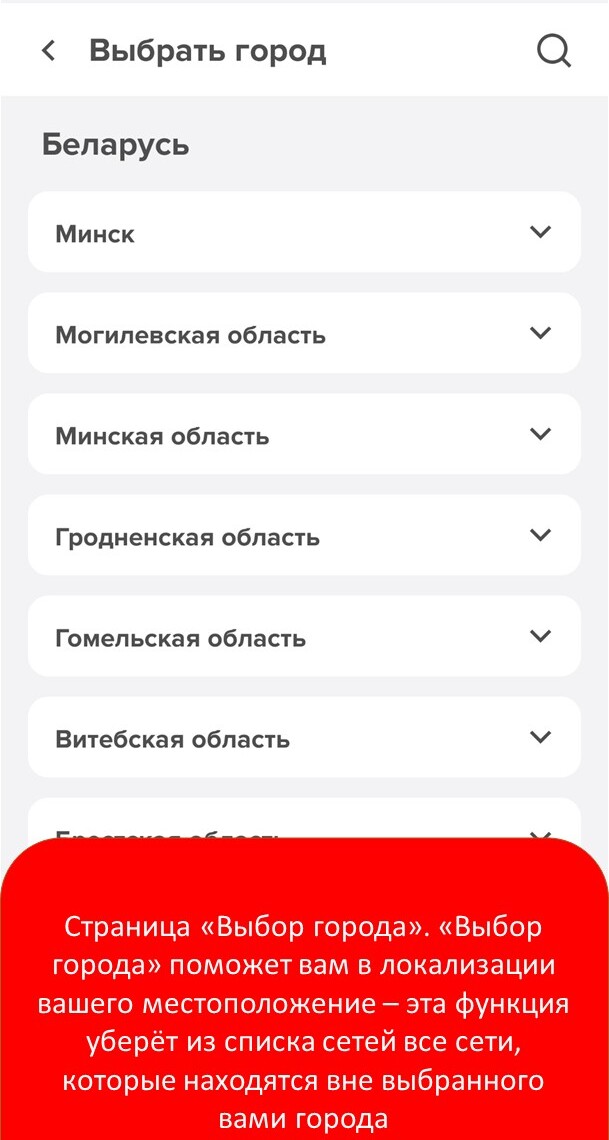 Выбрать город
Беларусь
Минск
Могилевская область
Минская область
Гродненская область
Гомельская область
Витебская область
Брестская область
Страница «Выбор города». «Выбор
города» поможет вам в локализации
вашего местоположение – эта функция
уберёт из списка сетей все сети,
которые находятся вне выбранного
вами города